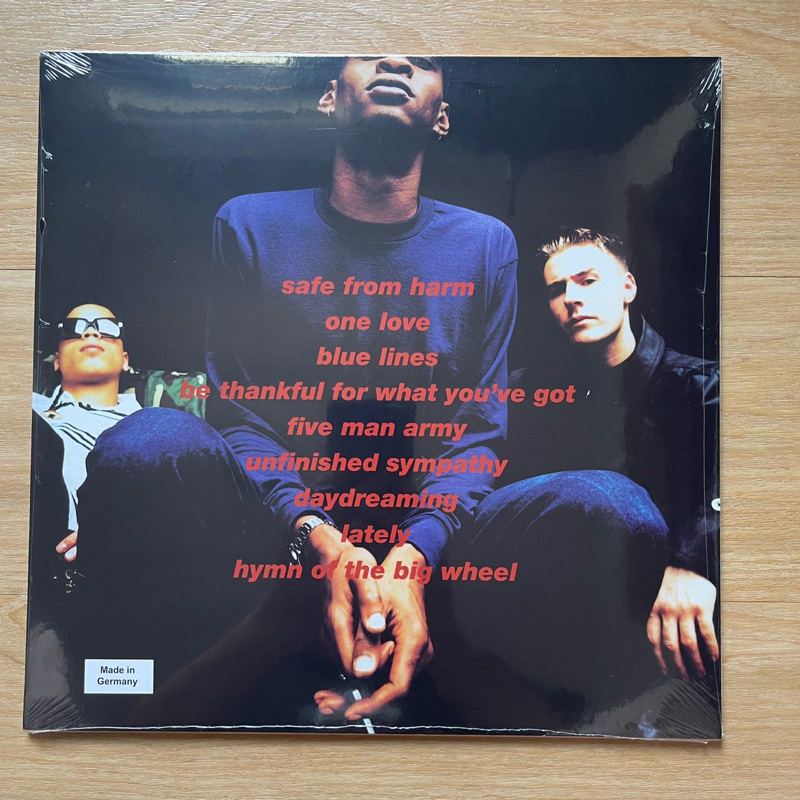 safe from harm
one love
blue lines
be thankful for what you've got
five man army
unfinished sympathy
daydreaming
lately
hymn of the big wheel
Made in
Germany